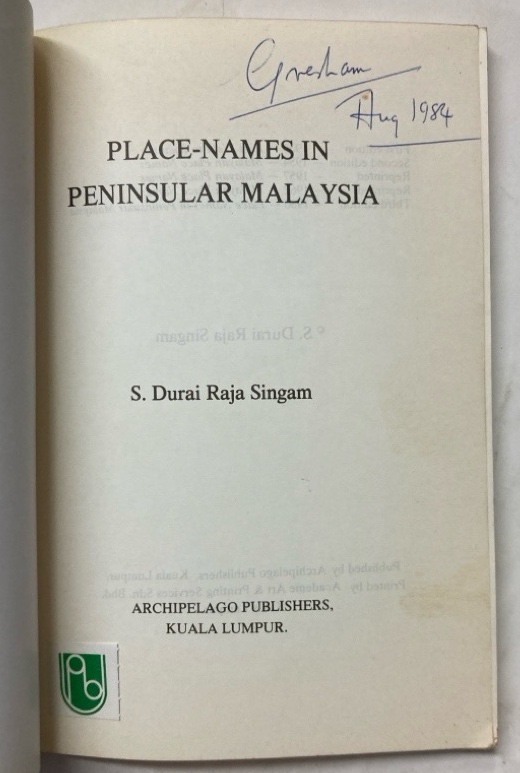 Gresham
Aug 1984
PLACE-NAMES IN
PENINSULAR MALAYSIA
S. Durai Raja Singam
ARCHIPELAGO PUBLISHERS,
KUALA LUMPUR.